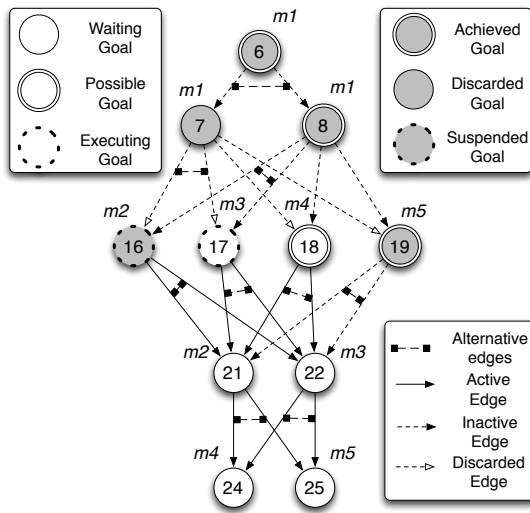 Waiting
Goal
Possible
Goal
Executing
Goal
Achieved
Goal
Discarded
Goal
Suspended
Goal
m1
6
m1
7
m1
8
m2
16
m3
17
m4
18
m5
19
m2
21
m3
22
m4
24
m5
25
Alternative
edges
Active
Edge
Inactive
Edge
Discarded
Edge